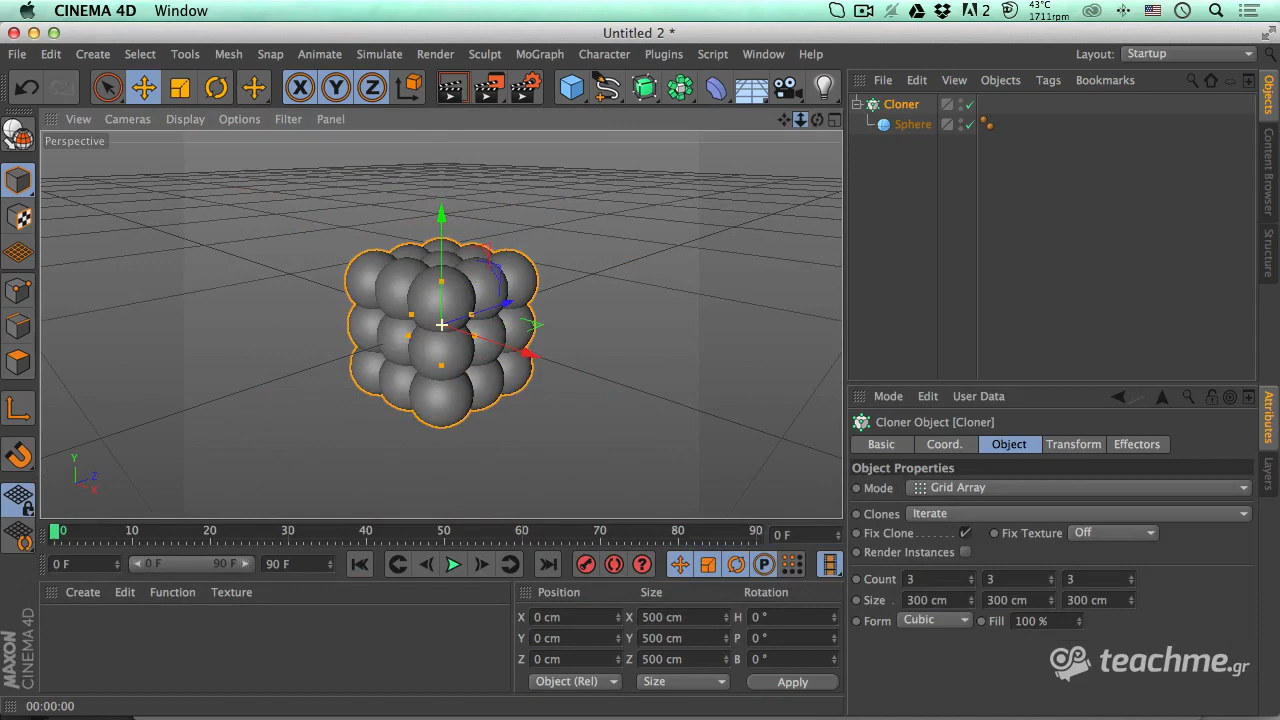 CINEMA 4D Window
2
43°C
1711rpm
Untitled 2 *
File Edit Create Select Tools Mesh Snap Animate Simulate Render Sculpt MoGraph Character Plugins Script Window Help
Layout: Startup
X Y Z
File Edit View Objects Tags Bookmarks
View Cameras Display Options Filter Panel
Perspective
Cloner
Sphere
Objects
Content Browser
Structure
Y
Z
X
Mode Edit User Data
Cloner Object [Cloner]
Basic Coord. Object Transform Effectors
Object Properties
Mode Grid Array
Clones Iterate
Fix Clone . . . . . . . Fix Texture Off
Render Instances
Count 3 3 3
Size . 300 cm 300 cm 300 cm
Form Cubic Fill 100 %
Attributes
Layers
0 10 20 30 40 50 60 70 80 90 0 F
0 F 0 F 90 F 90 F
P
Create Edit Function Texture
Position Size Rotation
X 0 cm X 500 cm H 0 °
Y 0 cm Y 500 cm P 0 °
Z 0 cm Z 500 cm B 0 °
Object (Rel) Size Apply
MAXON
CINEMA 4D
teachme.gr
00:00:00